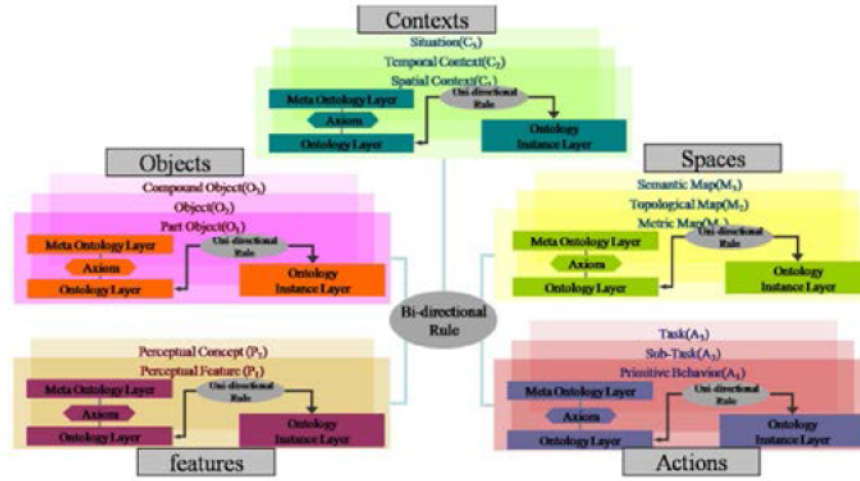 Contexts
Situation(C₃)
Temporal Context(C₂)
Spatial Context(C₁)
Meta Ontology Layer
Uni-directional
Rule
Axiom
Ontology Layer
Ontology
Instance Layer
Objects
Compound Object(O₃)
Object(O₂)
Part Object(O₁)
Meta Ontology Layer
Uni-directional
Rule
Axiom
Ontology Layer
Ontology
Instance Layer
Spaces
Semantic Map(M₃)
Topological Map(M₂)
Metric Map(M₁)
Meta Ontology Layer
Uni-directional
Rule
Axiom
Ontology Layer
Ontology
Instance Layer
Bi-directional
Rule
Perceptual Concept (P₂)
Perceptual Feature (P₁)
Meta Ontology Layer
Uni-directional
Rule
Axiom
Ontology Layer
Ontology
Instance Layer
features
Task(A₃)
Sub-Task(A₂)
Primitive Behavior(A₁)
Meta Ontology Layer
Uni-directional
Rule
Axiom
Ontology Layer
Ontology
Instance Layer
Actions